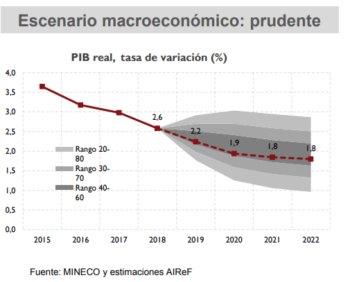 Escenario macroeconómico: prudente
PIB real, tasa de variación (%)
4,0
3,5
3,0
2,5
2,0
1,5
1,0
0,5
0,0
2,6
2,2
1,9
1,8
1,8
Rango 20-
80
Rango 30-
70
Rango 40-
60
2015 2016 2017 2018 2019 2020 2021 2022
Fuente: MINECO y estimaciones AIReF